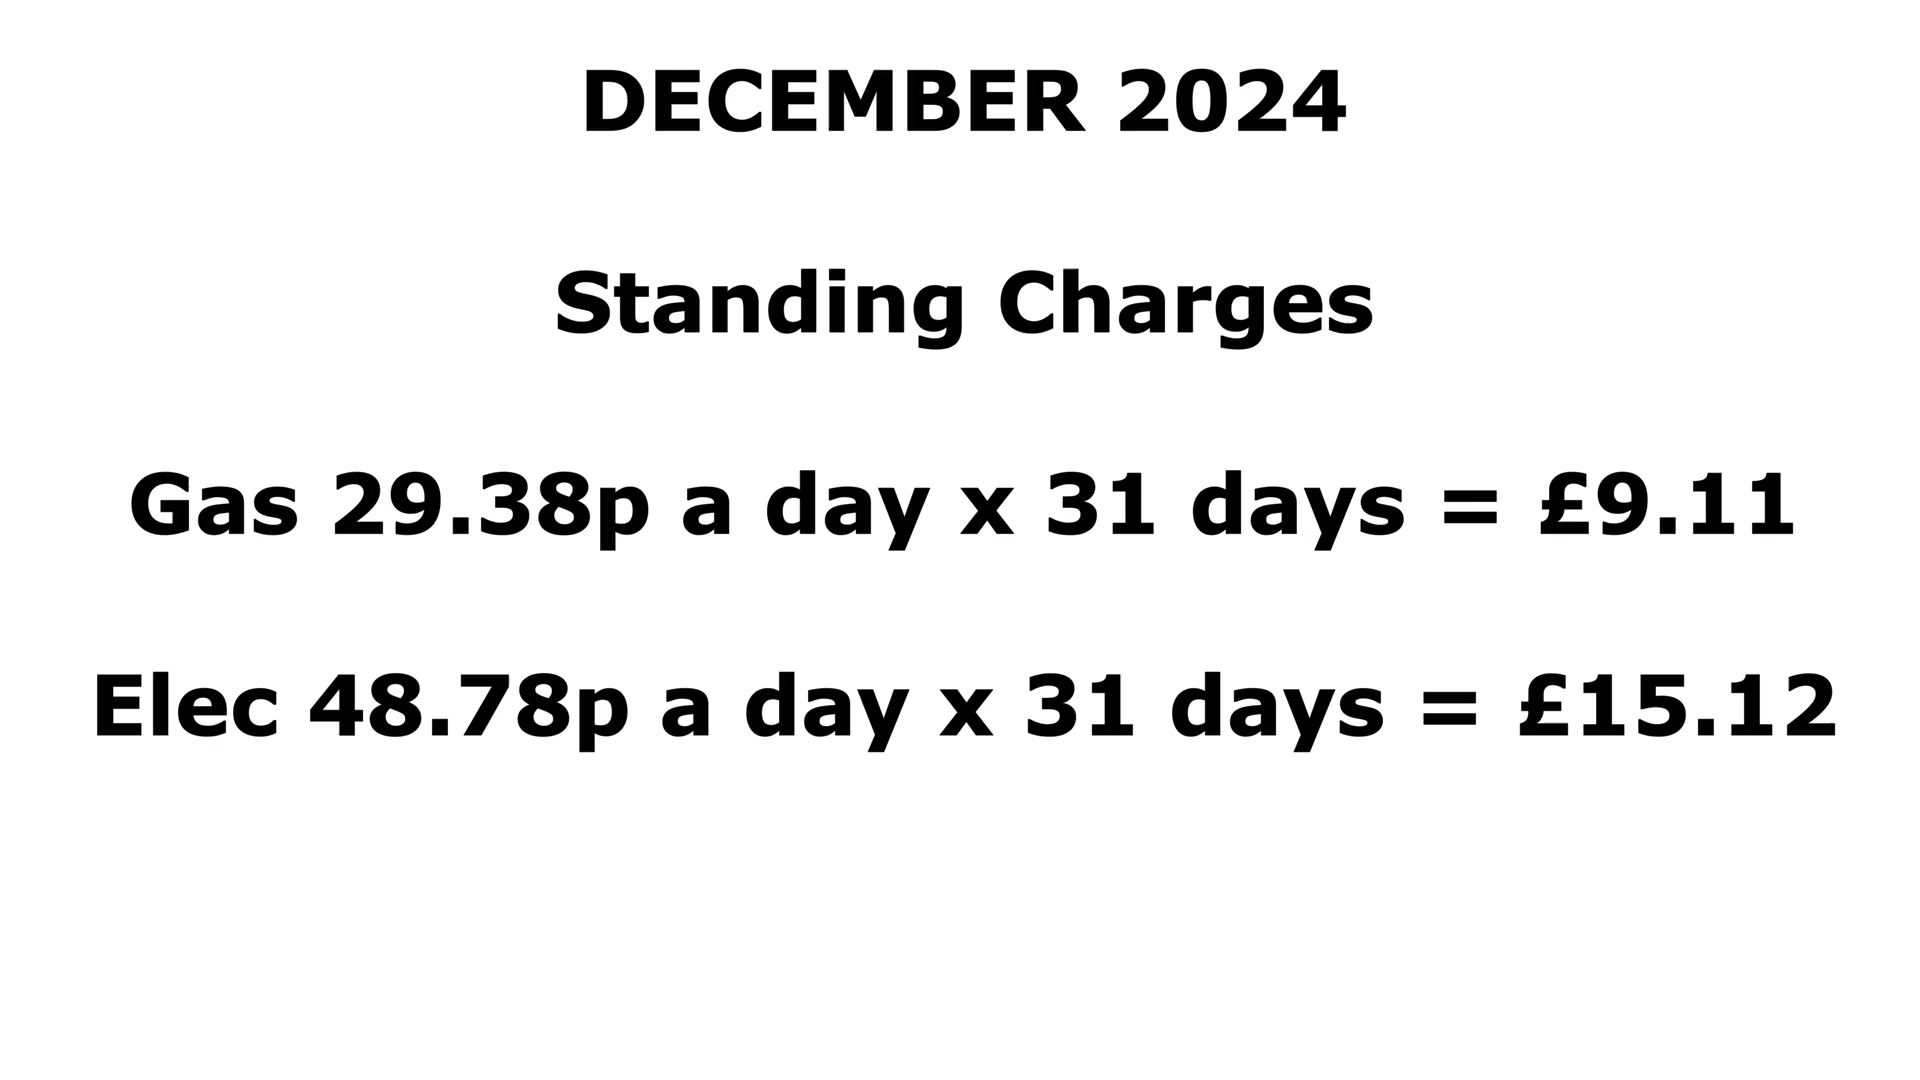 DECEMBER 2024
Standing Charges
Gas 29.38p a day x 31 days = £9.11
Elec 48.78p a day x 31 days = £15.12